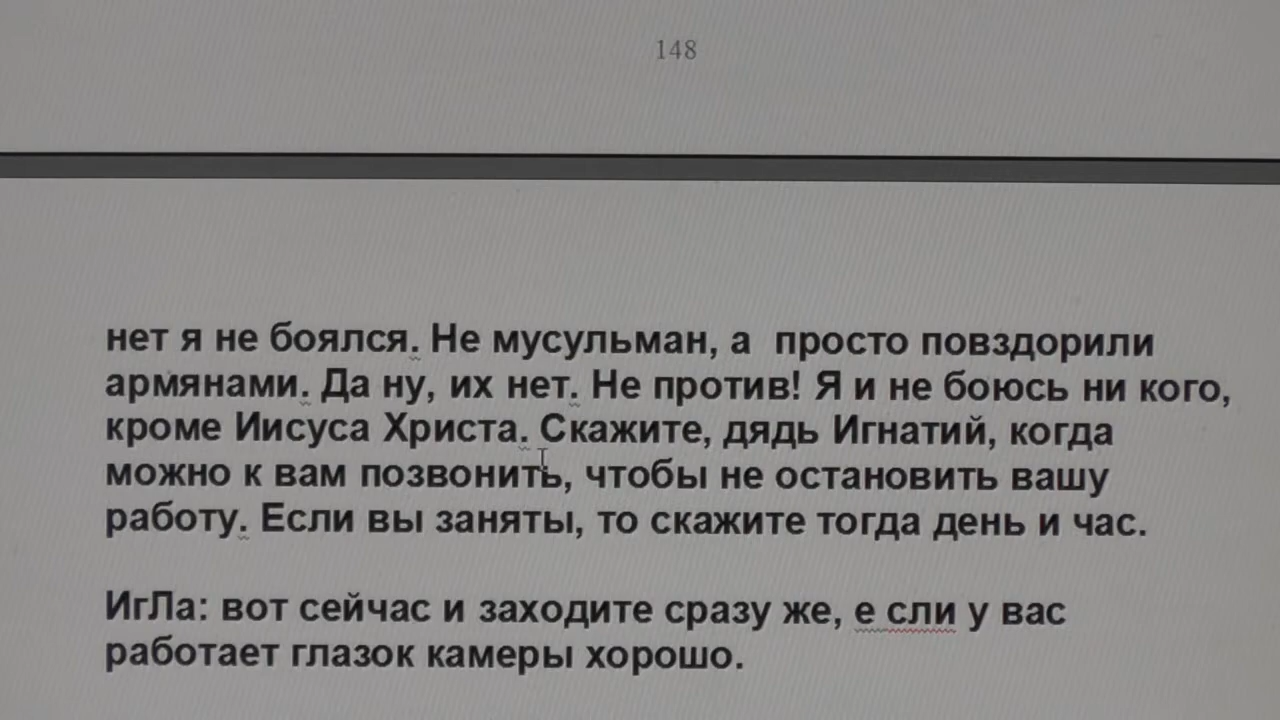 148
нет я не боялся. Не мусульман, а  просто повздорили
армянами. Да ну, их нет. Не против! Я и не боюсь ни кого,
кроме Иисуса Христа. Скажите, дядь Игнатий, когда
можно к вам позвонить, чтобы не остановить вашу
работу. Если вы заняты, то скажите тогда день и час.
ИгЛа: вот сейчас и заходите сразу же, е сли у вас
работает глазок камеры хорошо.